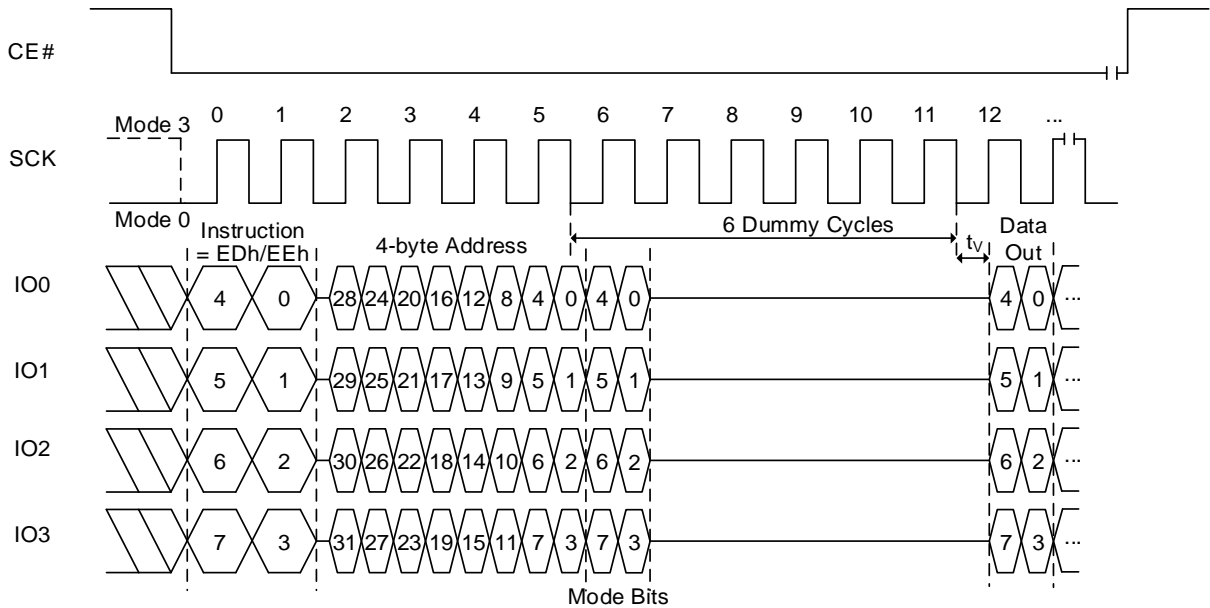 CE#
0 1 2 3 4 5 6 7 8 9 10 11 12 ...
Mode 3
SCK
Mode 0
Instruction
= EDh/EEh
4-byte Address
6 Dummy Cycles
tV
Data
Out
IO0 4 0 28 24 20 16 12 8 4 0 4 0 4 0 ...
IO1 5 1 29 25 21 17 13 9 5 1 5 1 5 1 ...
IO2 6 2 30 26 22 18 14 10 6 2 6 2 6 2 ...
IO3 7 3 31 27 23 19 15 11 7 3 7 3 7 3 ...
Mode Bits